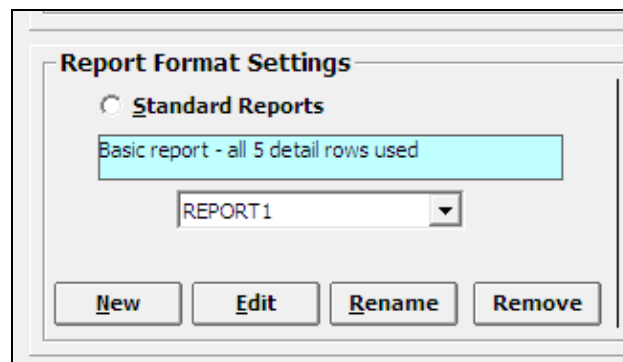 Report Format Settings
Standard Reports
Basic report - all 5 detail rows used
REPORT1
New Edit Rename Remove